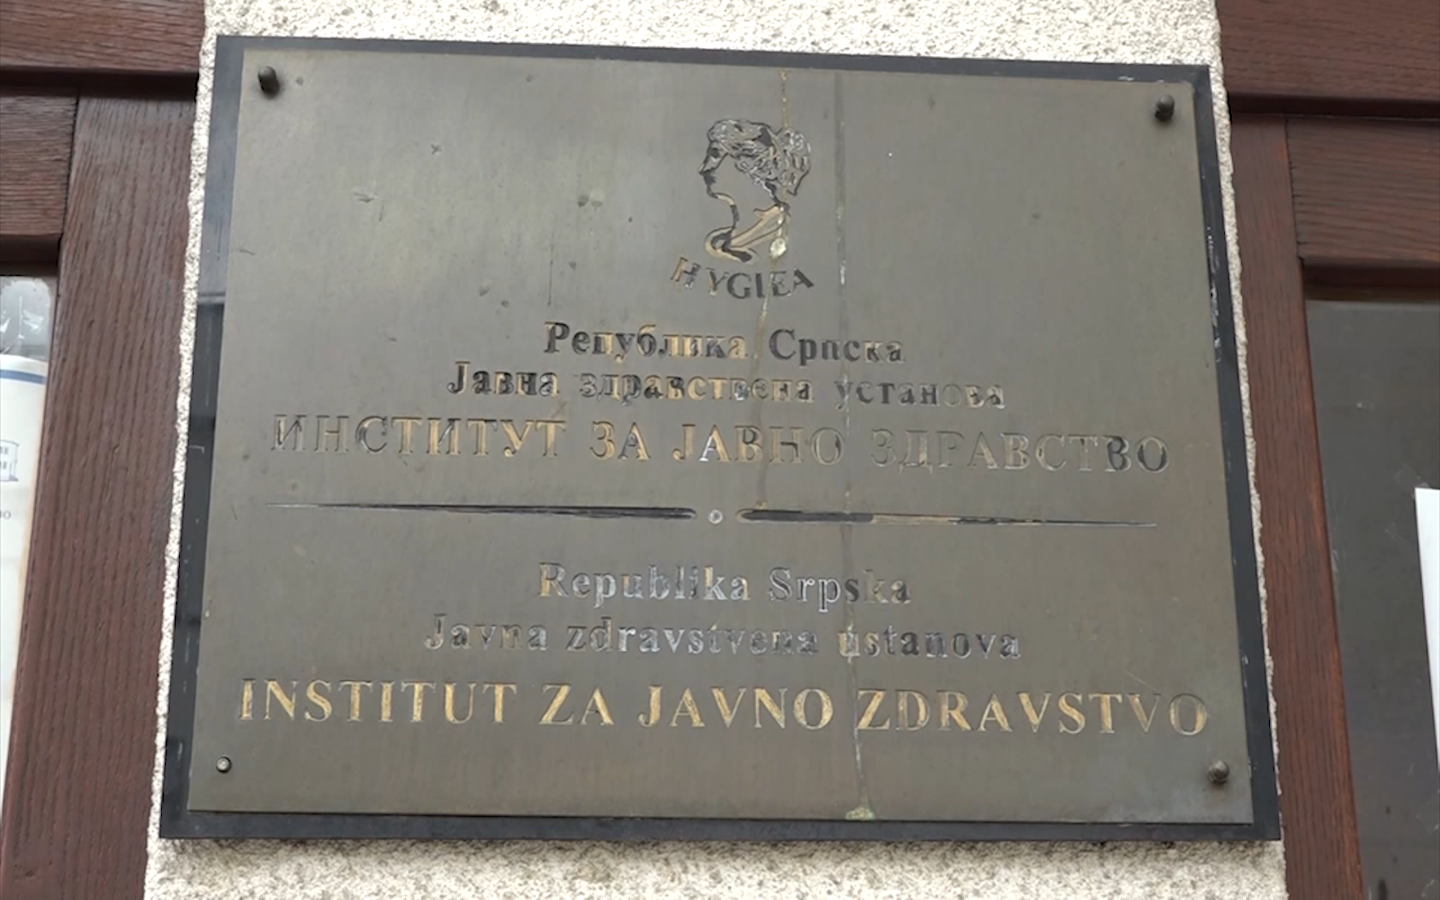 HYGIEA
Република Српска
Јавна здравствена установа
ИНСТИТУТ ЗА ЈАВНО ЗДРАВСТВО
Republika Srpska
Javna zdravstvena ustanova
INSTITUT ZA JAVNO ZDRAVSTVO